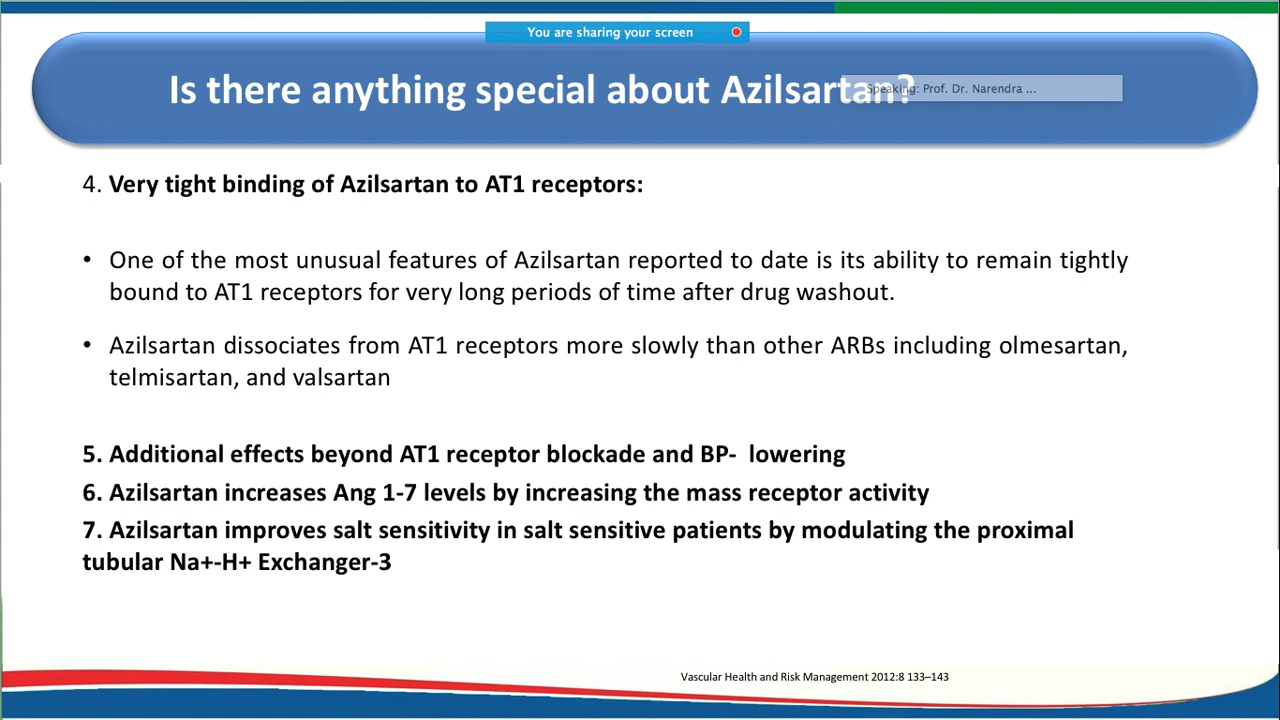 You are sharing your screen
Is there anything special about Azilsartan?
Speaking: Prof. Dr. Narendra ...
4. Very tight binding of Azilsartan to AT1 receptors:
• One of the most unusual features of Azilsartan reported to date is its ability to remain tightly
bound to AT1 receptors for very long periods of time after drug washout.
• Azilsartan dissociates from AT1 receptors more slowly than other ARBs including olmesartan,
telmisartan, and valsartan
5. Additional effects beyond AT1 receptor blockade and BP- lowering
6. Azilsartan increases Ang 1-7 levels by increasing the mass receptor activity
7. Azilsartan improves salt sensitivity in salt sensitive patients by modulating the proximal
tubular Na+-H+ Exchanger-3
Vascular Health and Risk Management 2012:8 133–143